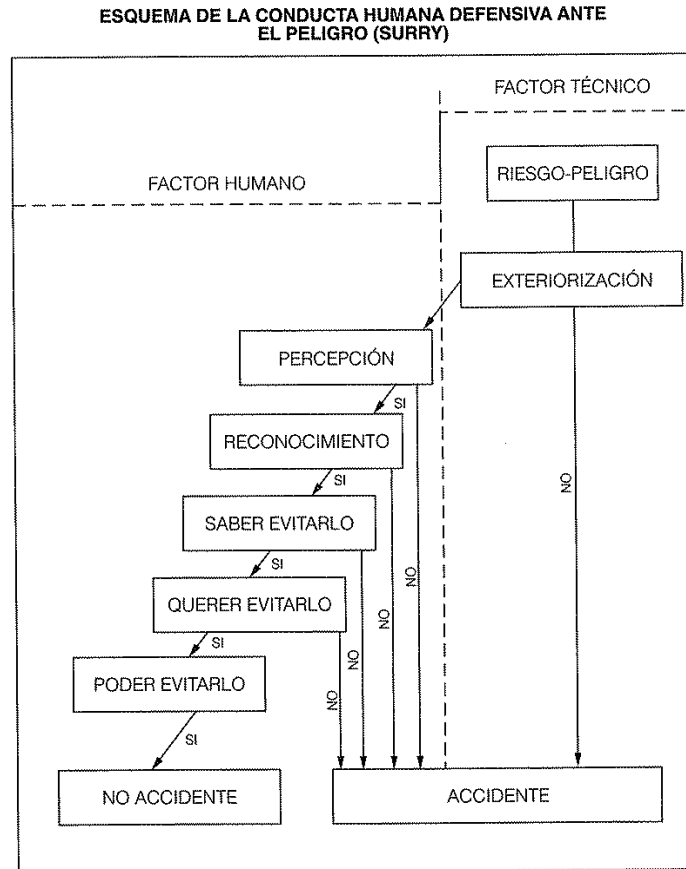 ESQUEMA DE LA CONDUCTA HUMANA DEFENSIVA ANTE
EL PELIGRO (SURRY)
FACTOR TÉCNICO
FACTOR HUMANO
RIESGO-PELIGRO
EXTERIORIZACIÓN
PERCEPCIÓN
SI
RECONOCIMIENTO
SI
NO
SABER EVITARLO
SI
NO
QUERER EVITARLO
SI
NO
NO
NO
PODER EVITARLO
SI
NO ACCIDENTE
ACCIDENTE